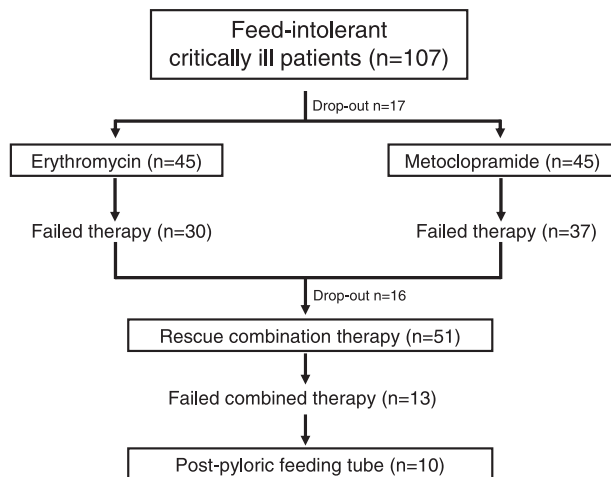 Feed-intolerant
critically ill patients (n=107)
Drop-out n=17
Erythromycin (n=45)
Metoclopramide (n=45)
Failed therapy (n=30)
Failed therapy (n=37)
Drop-out n=16
Rescue combination therapy (n=51)
Failed combined therapy (n=13)
Post-pyloric feeding tube (n=10)